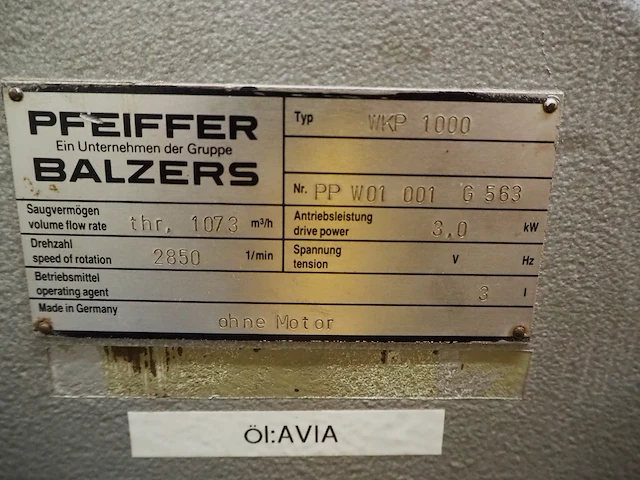 PFEIFFER
Ein Unternehmen der Gruppe
BALZERS
Typ WKP 1000
Nr. PP W01 001 G 563
Saugvermögen
volume flow rate thr, 1073 m³/h
Antriebsleistung
drive power 3,0 kW
Drehzahl
speed of rotation 2850 1/min
Spannung
tension V Hz
Betriebsmittel
operating agent 3 l
Made in Germany
ohne Motor
Öl:AVIA